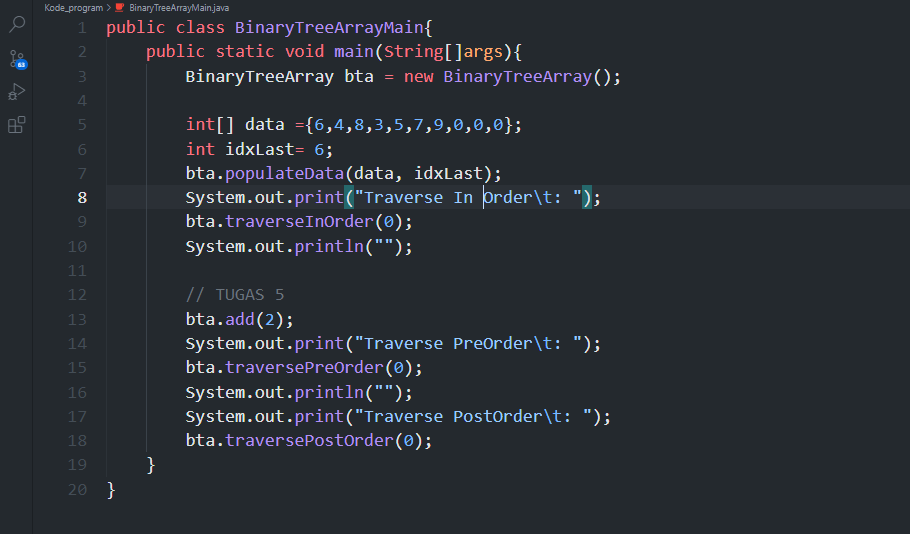 Kode_program > BinaryTreeArrayMain.java
1 public class BinaryTreeArrayMain{
2     public static void main(String[]args){
3         BinaryTreeArray bta = new BinaryTreeArray();
4
5         int[] data ={6,4,8,3,5,7,9,0,0,0};
6         int idxLast= 6;
7         bta.populateData(data, idxLast);
8         System.out.print("Traverse In Order\t: ");
9         bta.traverseInOrder(0);
10         System.out.println("");
11
12         // TUGAS 5
13         bta.add(2);
14         System.out.print("Traverse PreOrder\t: ");
15         bta.traversePreOrder(0);
16         System.out.println("");
17         System.out.print("Traverse PostOrder\t: ");
18         bta.traversePostOrder(0);
19     }
20 }
63